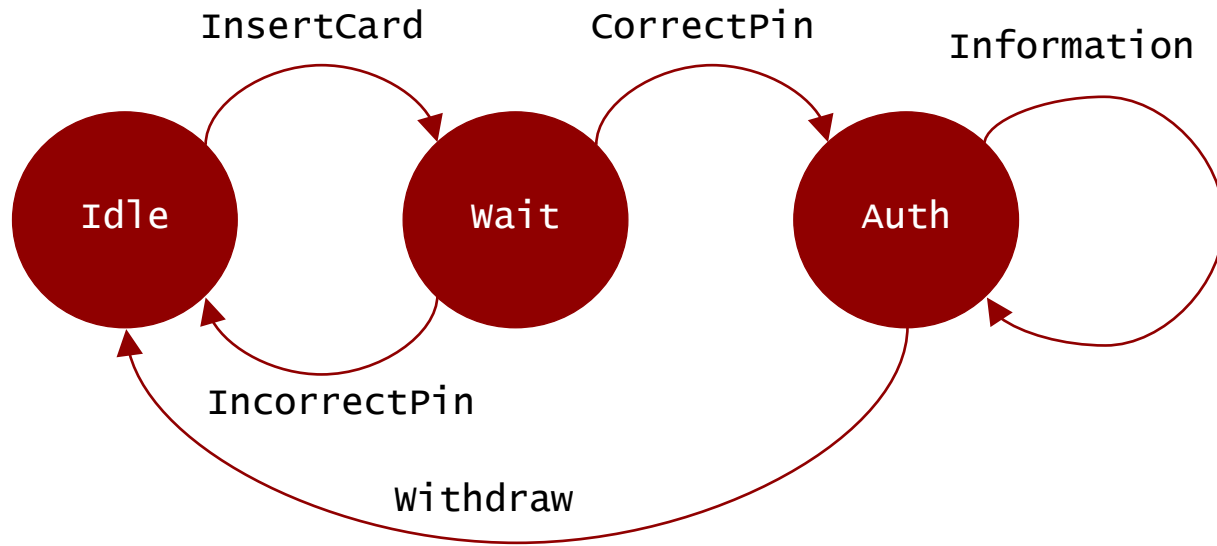 InsertCard
CorrectPin
Information
Idle
Wait
Auth
IncorrectPin
Withdraw